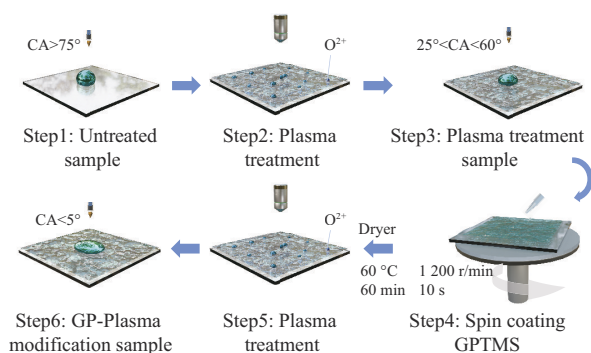 CA>75°
O²⁺
25°<CA<60°
Step1: Untreated
sample
Step2: Plasma
treatment
Step3: Plasma treatment
sample
CA<5°
O²⁺
Dryer
60 °C
60 min
1 200 r/min
10 s
Step6: GP-Plasma
modification sample
Step5: Plasma
treatment
Step4: Spin coating
GPTMS